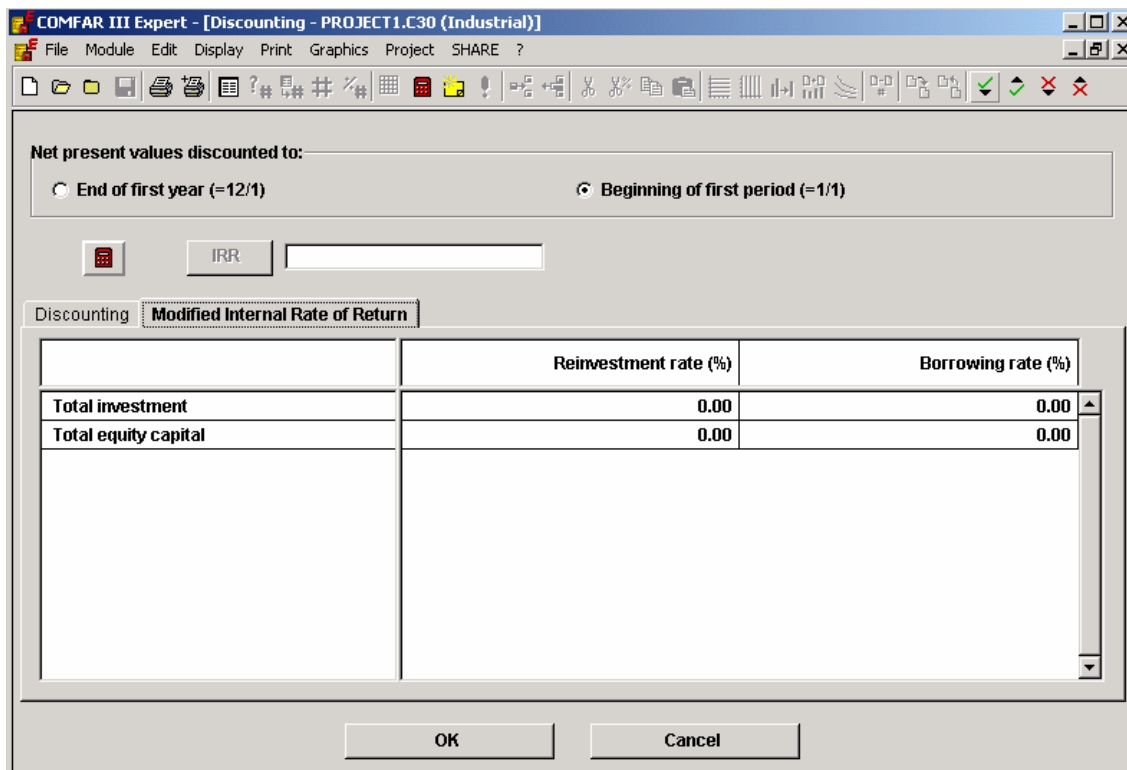 COMFAR III Expert - [Discounting - PROJECT1.C30 (Industrial)]
File Module Edit Display Print Graphics Project SHARE ?
Net present values discounted to:
End of first year (=12/1) Beginning of first period (=1/1)
IRR
Discounting Modified Internal Rate of Return
Reinvestment rate (%) Borrowing rate (%)
Total investment 0.00 0.00
Total equity capital 0.00 0.00
OK Cancel